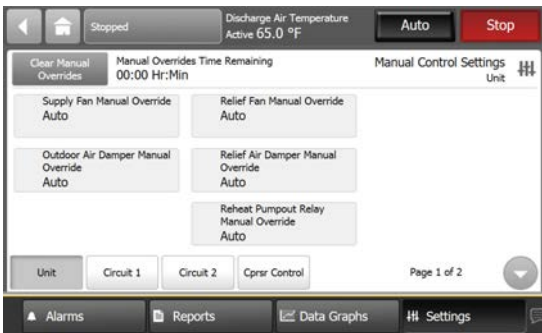 Stopped
Discharge Air Temperature
Active 65.0 °F
Auto
Stop
Clear Manual
Overrides
Manual Overrides Time Remaining
00:00 Hr:Min
Manual Control Settings
Unit
Supply Fan Manual Override
Auto
Relief Fan Manual Override
Auto
Outdoor Air Damper Manual
Override
Auto
Relief Air Damper Manual
Override
Auto
Reheat Pumpout Relay
Manual Override
Auto
Unit
Circuit 1
Circuit 2
Cprsr Control
Page 1 of 2
Alarms
Reports
Data Graphs
Settings